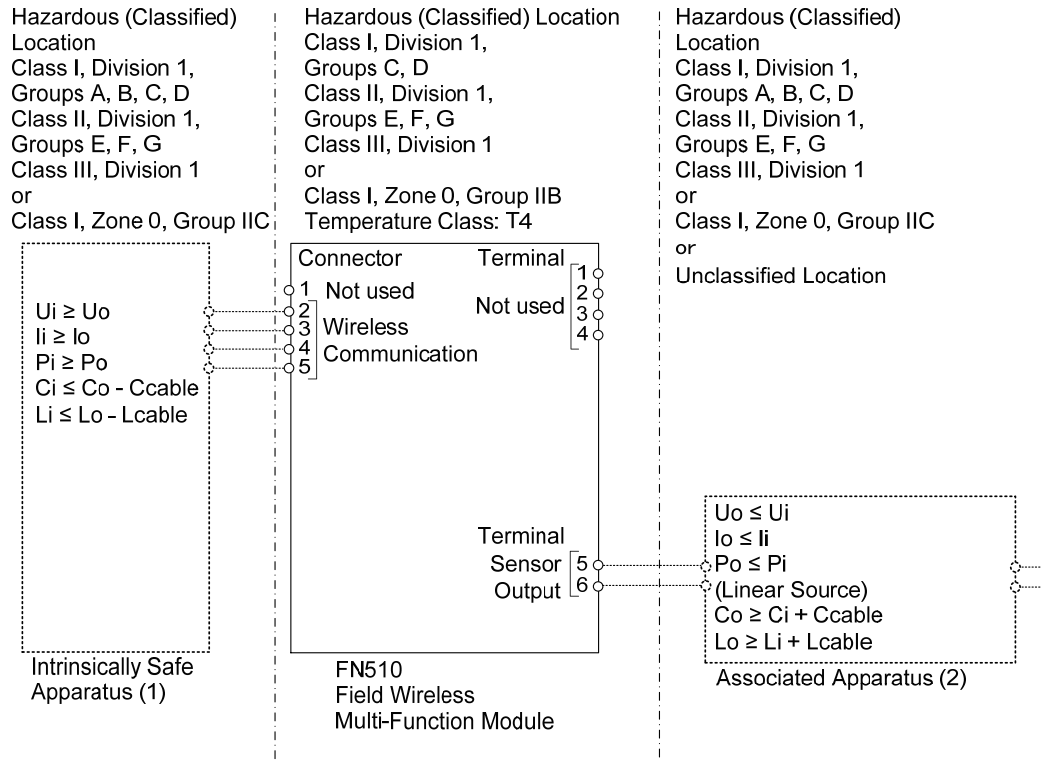 Hazardous (Classified)
Location
Class I, Division 1,
Groups A, B, C, D
Class II, Division 1,
Groups E, F, G
Class III, Division 1
or
Class I, Zone 0, Group IIC
Hazardous (Classified) Location
Class I, Division 1,
Groups C, D
Class II, Division 1,
Groups E, F, G
Class III, Division 1
or
Class I, Zone 0, Group IIB
Temperature Class: T4
Hazardous (Classified)
Location
Class I, Division 1,
Groups A, B, C, D
Class II, Division 1,
Groups E, F, G
Class III, Division 1
or
Class I, Zone 0, Group IIC
or
Unclassified Location
Ui ≥ Uo
Ii ≥ Io
Pi ≥ Po
Ci ≤ Co - Ccable
Li ≤ Lo - Lcable
Intrinsically Safe
Apparatus (1)
Connector
1 Not used
2
3 Wireless
4 Communication
5
Terminal
1
2
Not used
3
4
Terminal
Sensor 5
Output 6
FN510
Field Wireless
Multi-Function Module
Uo ≤ Ui
Io ≤ Ii
Po ≤ Pi
(Linear Source)
Co ≥ Ci + Ccable
Lo ≥ Li + Lcable
Associated Apparatus (2)